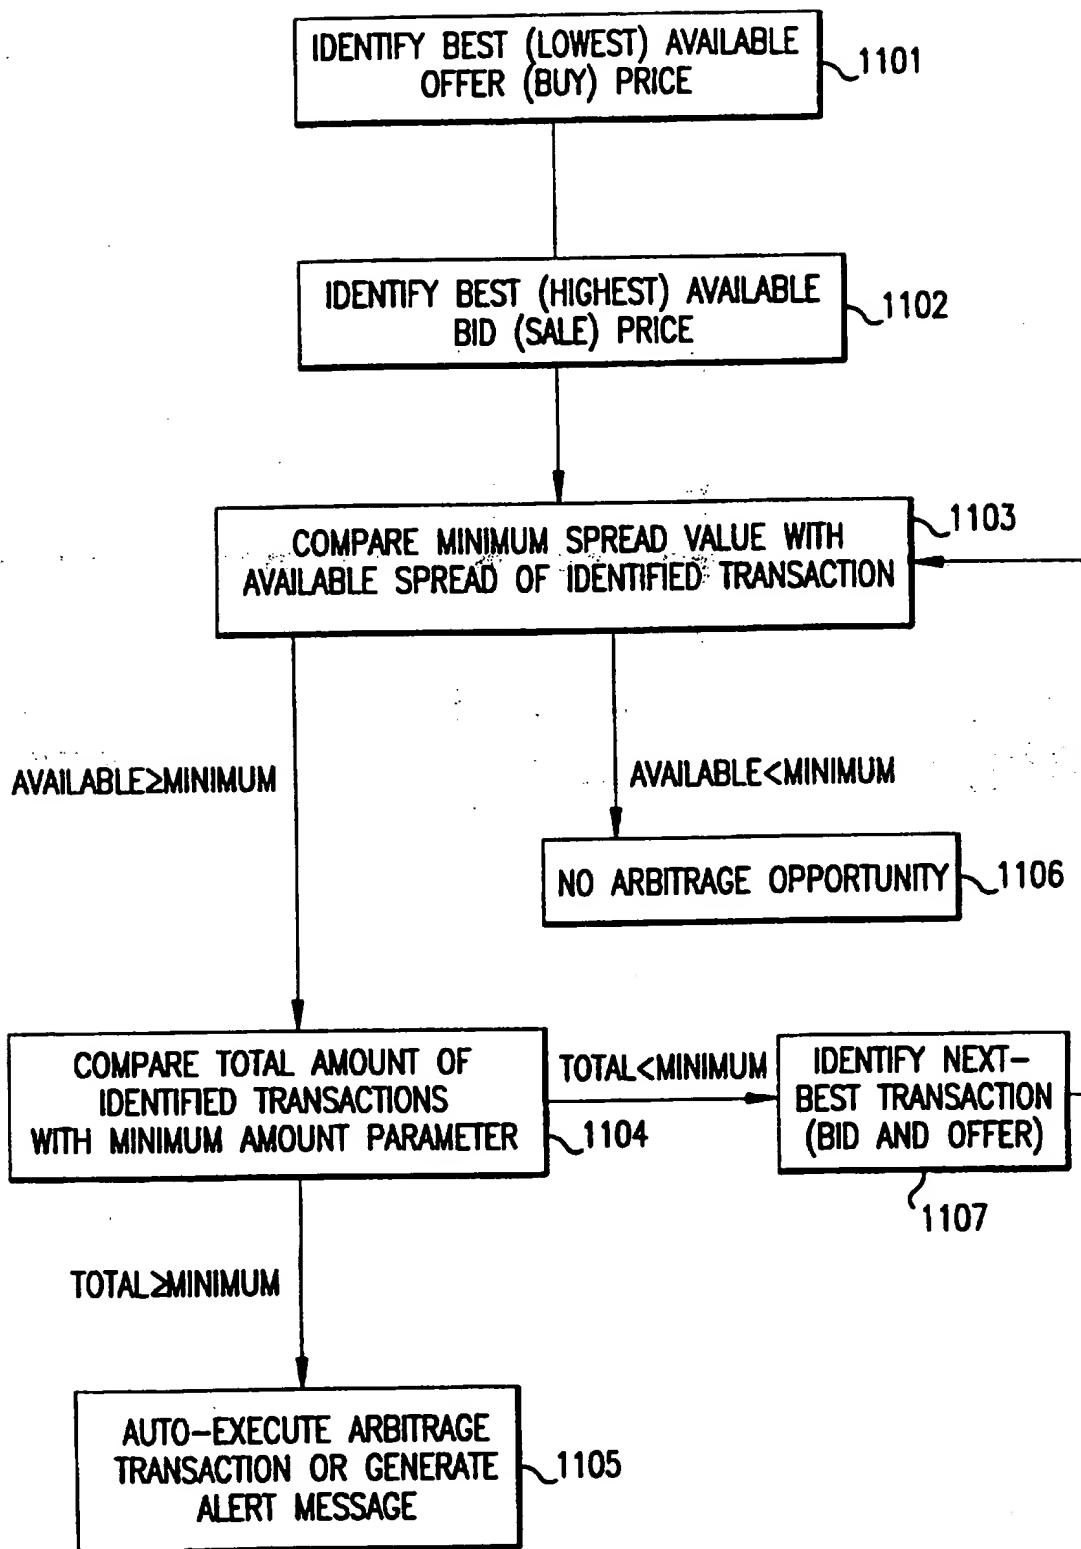 IDENTIFY BEST (LOWEST) AVAILABLE
OFFER (BUY) PRICE
1101
IDENTIFY BEST (HIGHEST) AVAILABLE
BID (SALE) PRICE
1102
COMPARE MINIMUM SPREAD VALUE WITH
AVAILABLE SPREAD OF IDENTIFIED TRANSACTION
1103
AVAILABLE≥MINIMUM
AVAILABLE<MINIMUM
NO ARBITRAGE OPPORTUNITY
1106
COMPARE TOTAL AMOUNT OF
IDENTIFIED TRANSACTIONS
WITH MINIMUM AMOUNT PARAMETER
1104
TOTAL<MINIMUM
IDENTIFY NEXT-
BEST TRANSACTION
(BID AND OFFER)
1107
TOTAL≥MINIMUM
AUTO-EXECUTE ARBITRAGE
TRANSACTION OR GENERATE
ALERT MESSAGE
1105